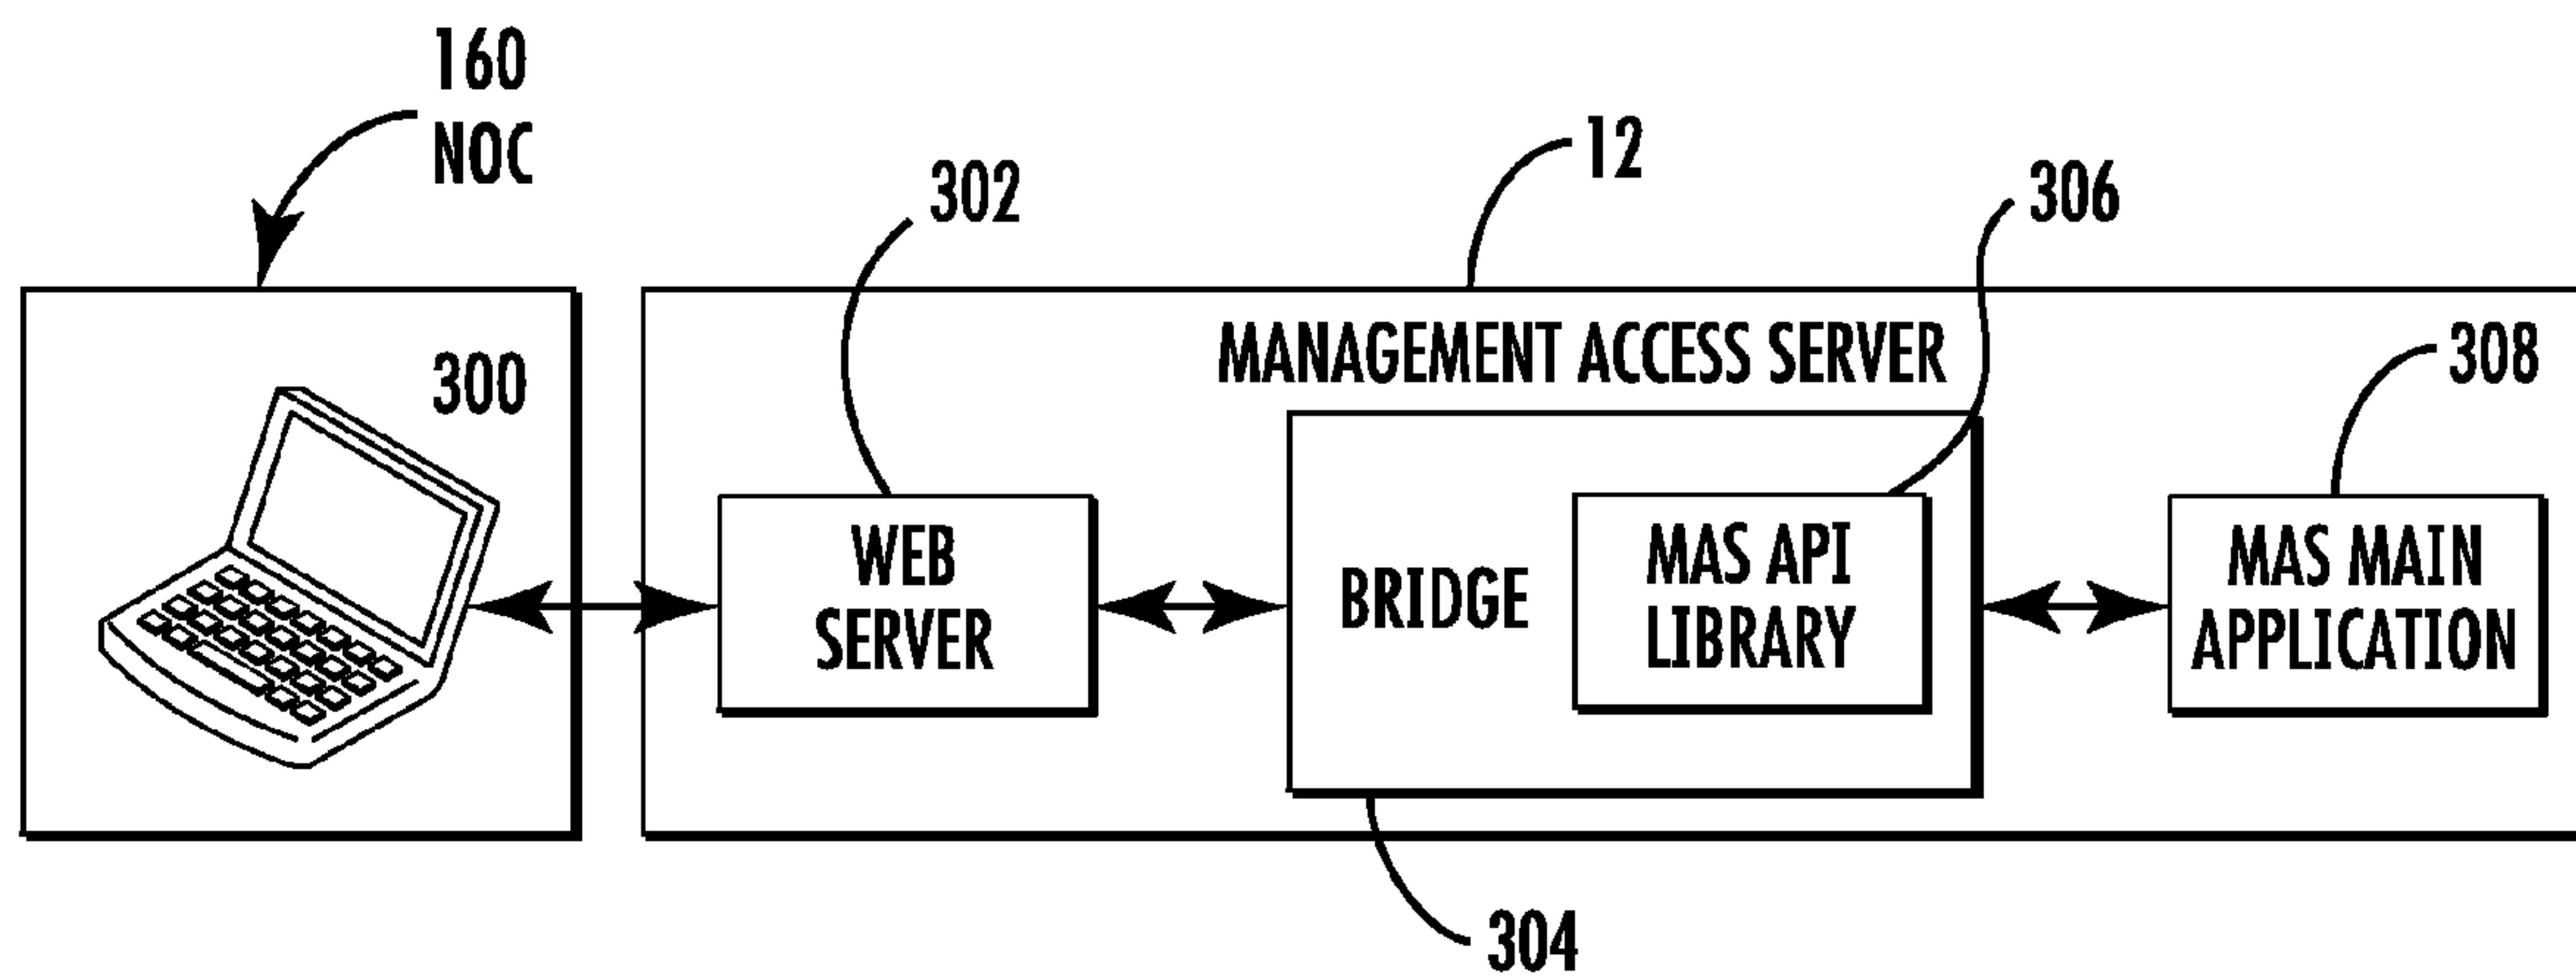 160
NOC
12
302
306
MANAGEMENT ACCESS SERVER
308
300
WEB
SERVER
BRIDGE
MAS API
LIBRARY
MAS MAIN
APPLICATION
304